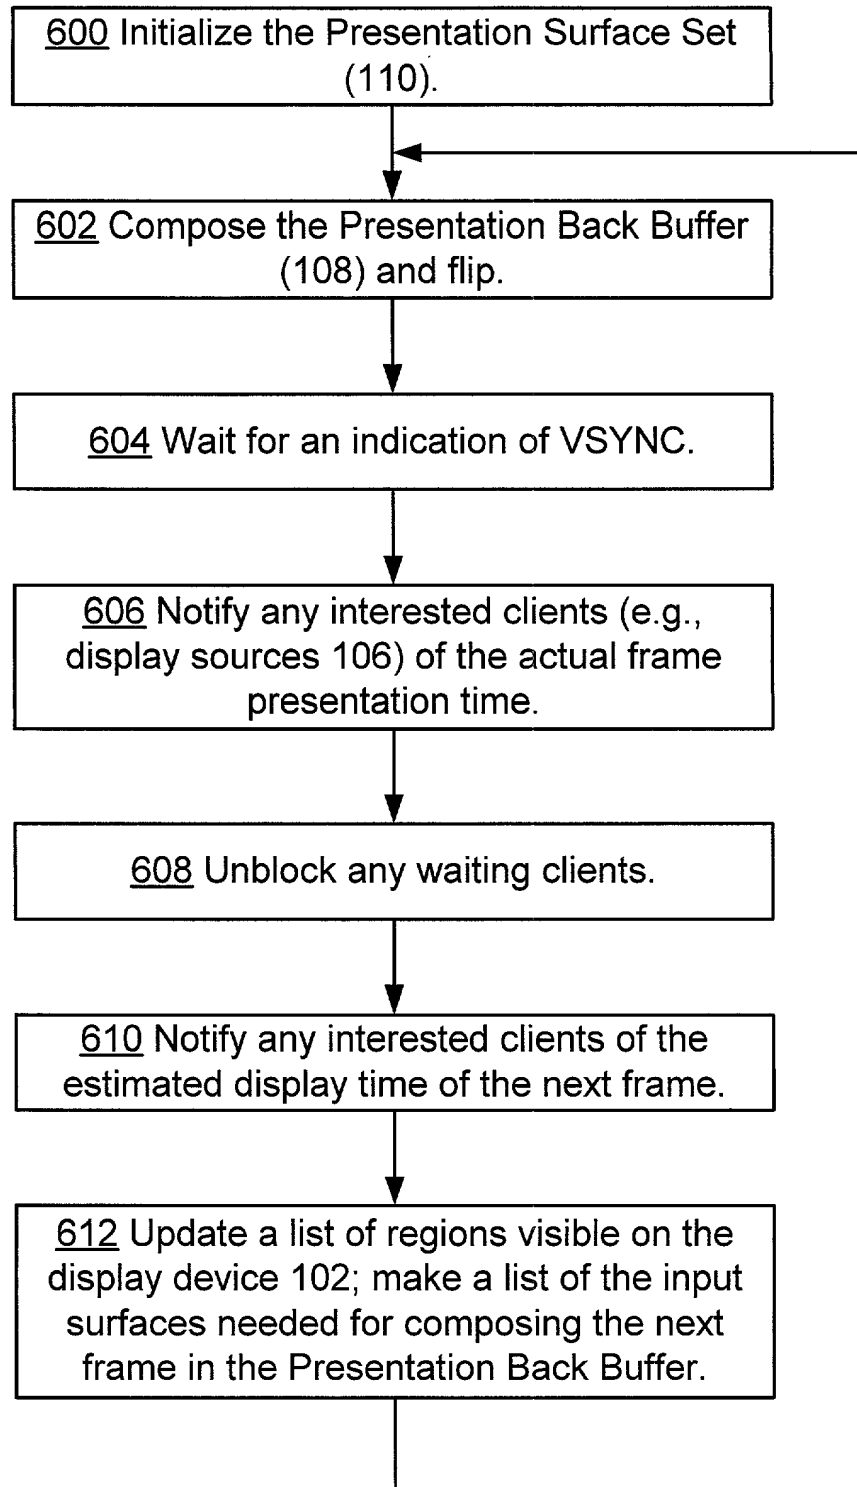 600 Initialize the Presentation Surface Set
(110).
602 Compose the Presentation Back Buffer
(108) and flip.
604 Wait for an indication of VSYNC.
606 Notify any interested clients (e.g.,
display sources 106) of the actual frame
presentation time.
608 Unblock any waiting clients.
610 Notify any interested clients of the
estimated display time of the next frame.
612 Update a list of regions visible on the
display device 102; make a list of the input
surfaces needed for composing the next
frame in the Presentation Back Buffer.